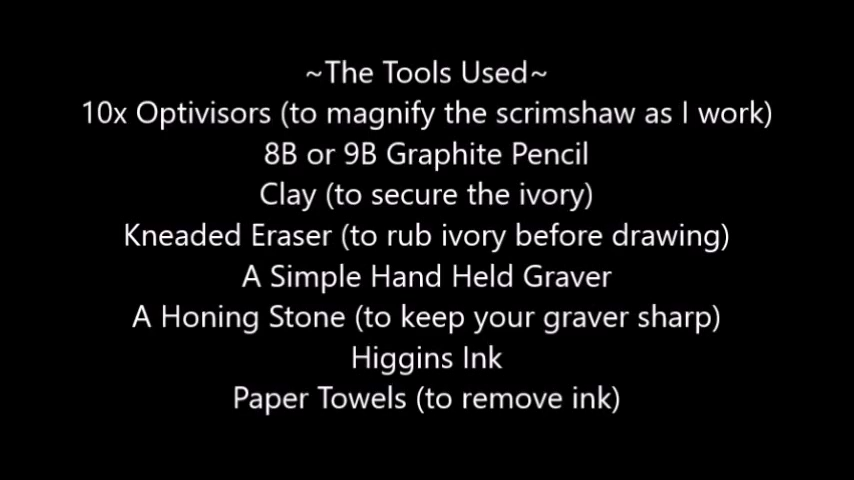 ~The Tools Used~
10x Optivisors (to magnify the scrimshaw as I work)
8B or 9B Graphite Pencil
Clay (to secure the ivory)
Kneaded Eraser (to rub ivory before drawing)
A Simple Hand Held Graver
A Honing Stone (to keep your graver sharp)
Higgins Ink
Paper Towels (to remove ink)